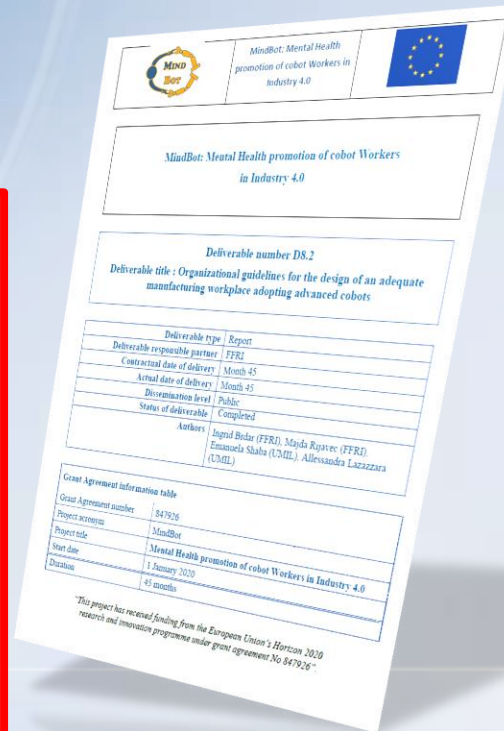 MIND
BOT
MindBot: Mental Health
promotion of cobot Workers in
Industry 4.0
MindBot: Mental Health promotion of cobot Workers
in Industry 4.0
Deliverable number D8.2
Deliverable title : Organizational guidelines for the design of an adequate
manufacturing workplace adopting advanced cobots
Deliverable type Report
Deliverable responsible partner FFRI
Contractual date of delivery Month 45
Actual date of delivery Month 45
Dissemination level Public
Status of deliverable Completed
Authors Ingrid Brdar (FFRI), Majda Rijavec (FFRI),
Emanuela Shaba (UMIL), Allessandra Lazazzara
(UMIL)
Grant Agreement information table
Grant Agreement number 847926
Project acronym MindBot
Project title Mental Health promotion of cobot Workers in Industry 4.0
Start date 1 January 2020
Duration 45 months
"This project has received funding from the European Union's Horizon 2020
research and innovation programme under grant agreement No 847926".